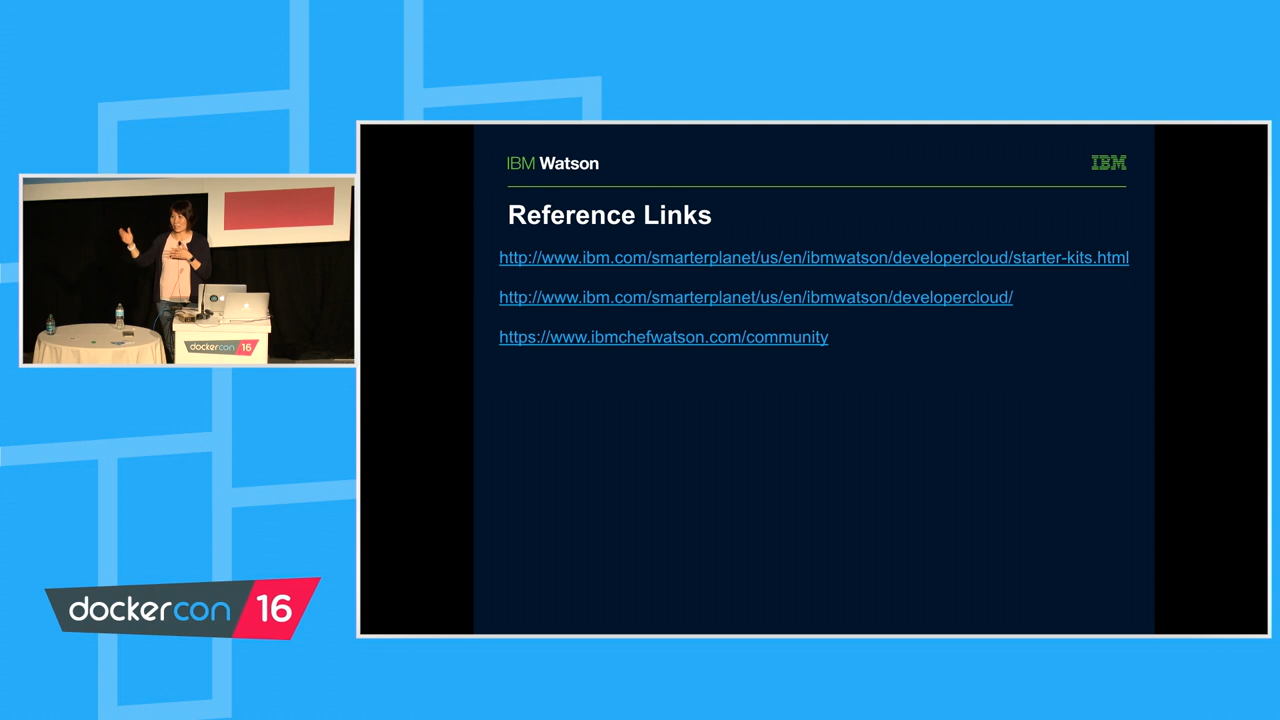 IBM Watson
IBM
Reference Links
http://www.ibm.com/smarterplanet/us/en/ibmwatson/developercloud/starter-kits.html
http://www.ibm.com/smarterplanet/us/en/ibmwatson/developercloud/
https://www.ibmchefwatson.com/community
dockercon 16
dockercon 16